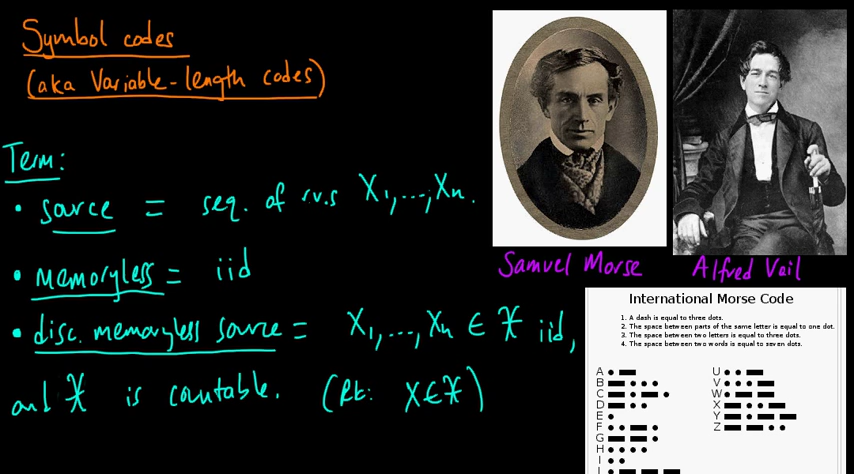 Symbol codes
(aka Variable-length codes)
Term:
• source = seq. of r.v.s X₁,...,Xₙ.
• memoryless = iid
• disc. memoryless source = X₁,...,Xₙ ∈ 𝒳 iid,
and 𝒳 is countable. (Rk: X∈𝒳)
Samuel Morse
Alfred Vail
International Morse Code
1. A dash is equal to three dots.
2. The space between parts of the same letter is equal to one dot.
3. The space between two letters is equal to three dots.
4. The space between two words is equal to seven dots.
A
B
C
D
E
F
G
H
I
J
U
V
W
X
Y
Z